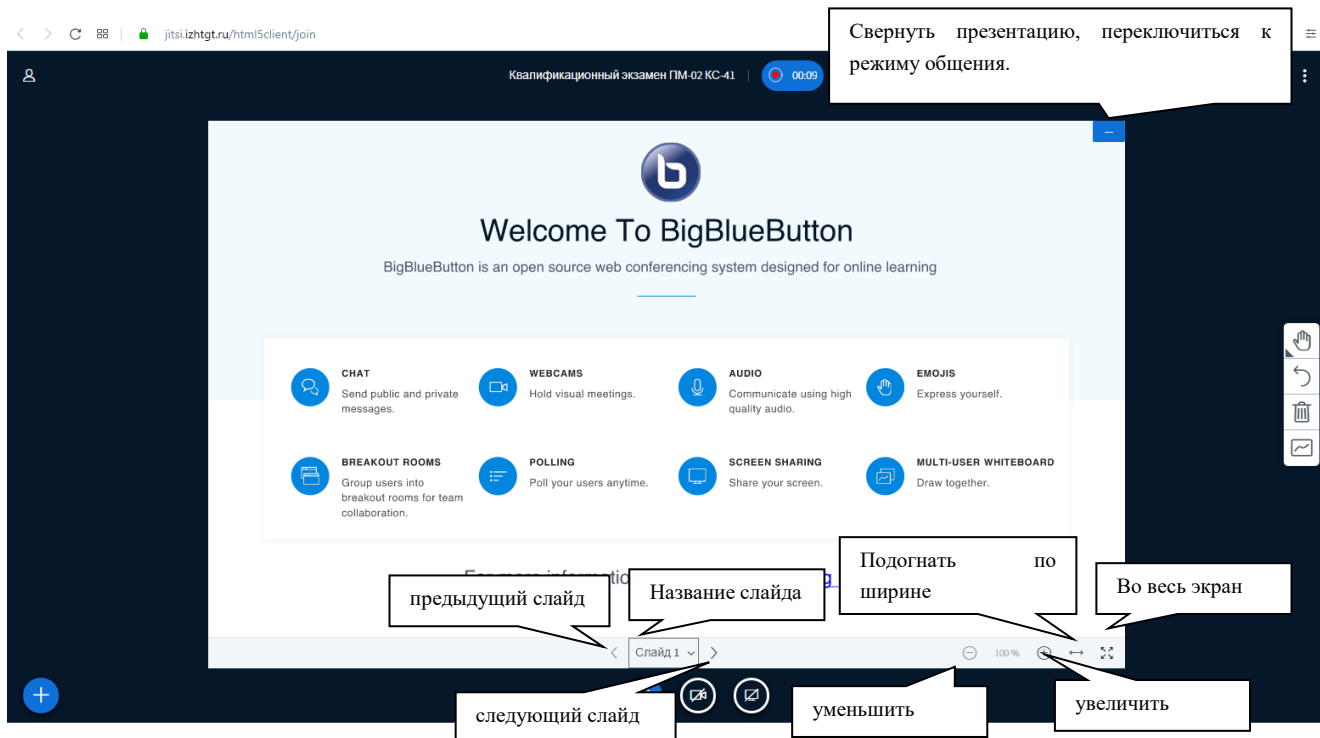 Свернуть презентацию, переключиться к
режиму общения.
jitsi.izhtgt.ru/html5client/join
Квалификационный экзамен ПМ-02 КС-41
00:09
b
Welcome To BigBlueButton
BigBlueButton is an open source web conferencing system designed for online learning
CHAT
Send public and private
messages.
WEBCAMS
Hold visual meetings.
AUDIO
Communicate using high
quality audio.
EMOJIS
Express yourself.
BREAKOUT ROOMS
Group users into
breakout rooms for team
collaboration.
POLLING
Poll your users anytime.
SCREEN SHARING
Share your screen.
MULTI-USER WHITEBOARD
Draw together.
предыдущий слайд
Название слайда
Подогнать по
ширине
Во весь экран
Слайд 1
100 %
следующий слайд
уменьшить
увеличить